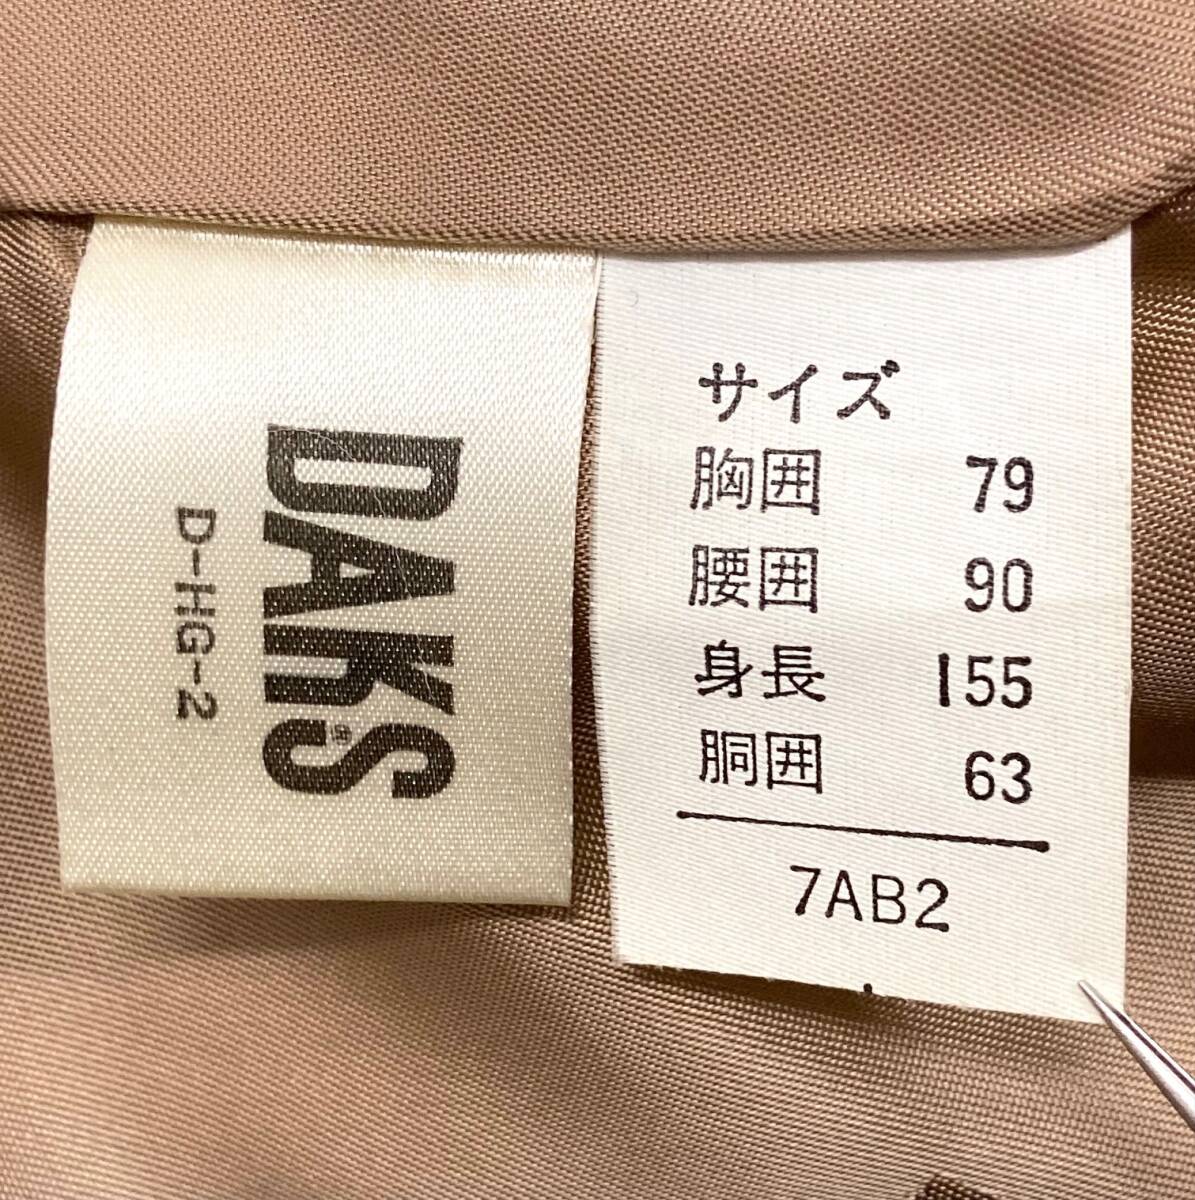 DAKS
D-HG-2
サイズ
胸囲 79
腰囲 90
身長 155
胴囲 63
7AB2